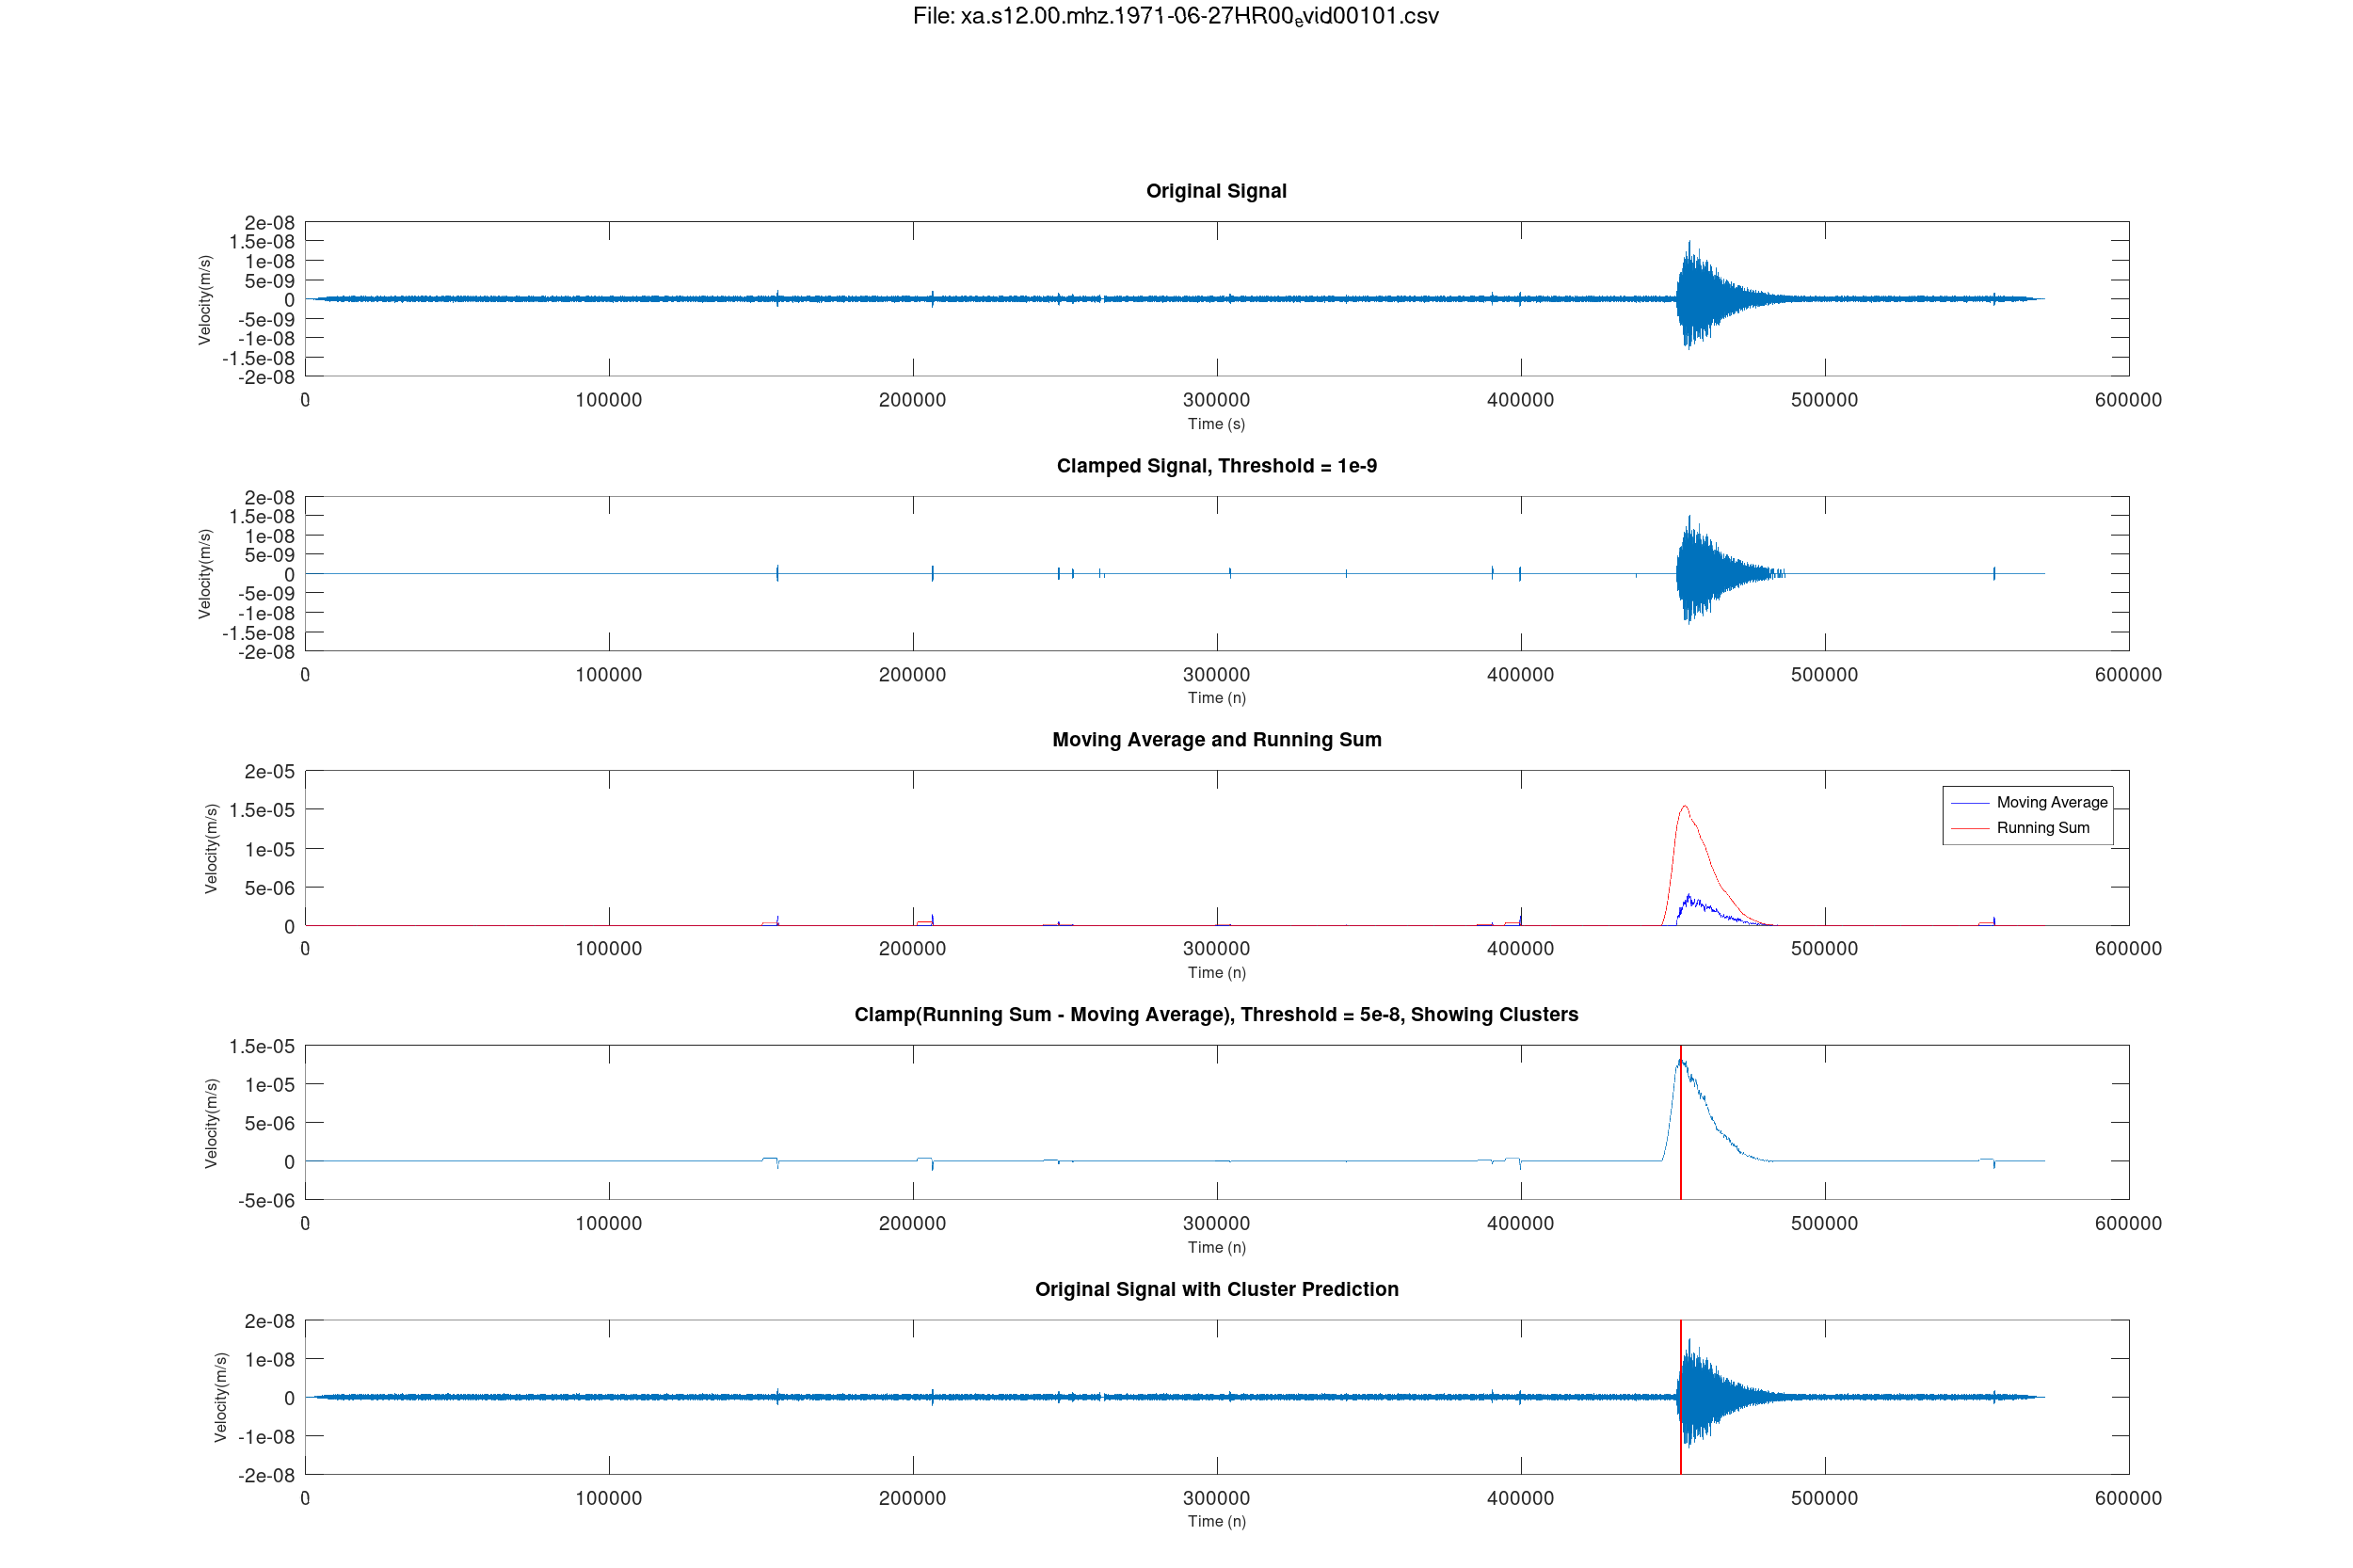 File: xa.s12.00.mhz.1971-06-27HR00evid00101.csv
Original Signal
2e-08
1.5e-08
1e-08
5e-09
0
-5e-09
-1e-08
-1.5e-08
-2e-08
Velocity(m/s)
0 100000 200000 300000 400000 500000 600000
Time (s)
Clamped Signal, Threshold = 1e-9
2e-08
1.5e-08
1e-08
5e-09
0
-5e-09
-1e-08
-1.5e-08
-2e-08
Velocity(m/s)
0 100000 200000 300000 400000 500000 600000
Time (n)
Moving Average and Running Sum
2e-05
1.5e-05
1e-05
5e-06
0
Velocity(m/s)
Moving Average
Running Sum
0 100000 200000 300000 400000 500000 600000
Time (n)
Clamp(Running Sum - Moving Average), Threshold = 5e-8, Showing Clusters
1.5e-05
1e-05
5e-06
0
-5e-06
Velocity(m/s)
0 100000 200000 300000 400000 500000 600000
Time (n)
Original Signal with Cluster Prediction
2e-08
1e-08
0
-1e-08
-2e-08
Velocity(m/s)
0 100000 200000 300000 400000 500000 600000
Time (n)